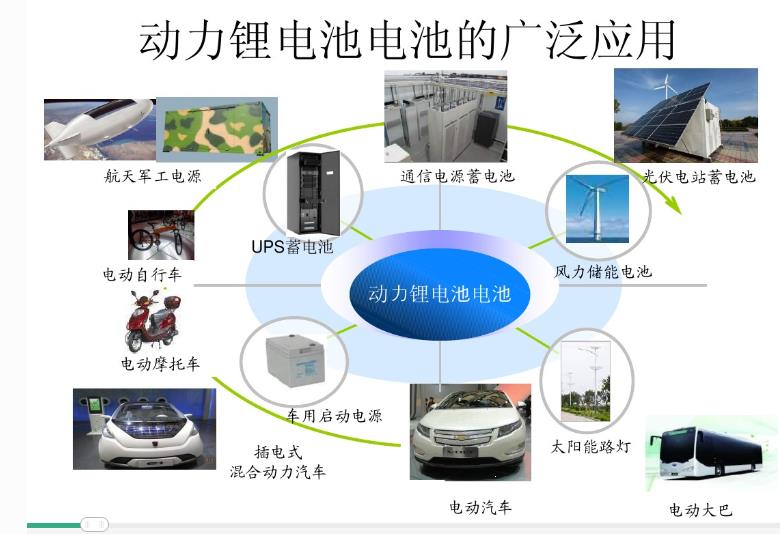 动力锂电池电池的广泛应用
航天军工电源
通信电源蓄电池
光伏电站蓄电池
UPS蓄电池
电动自行车
风力储能电池
动力锂电池电池
电动摩托车
车用启动电源
插电式
混合动力汽车
太阳能路灯
电动汽车
电动大巴